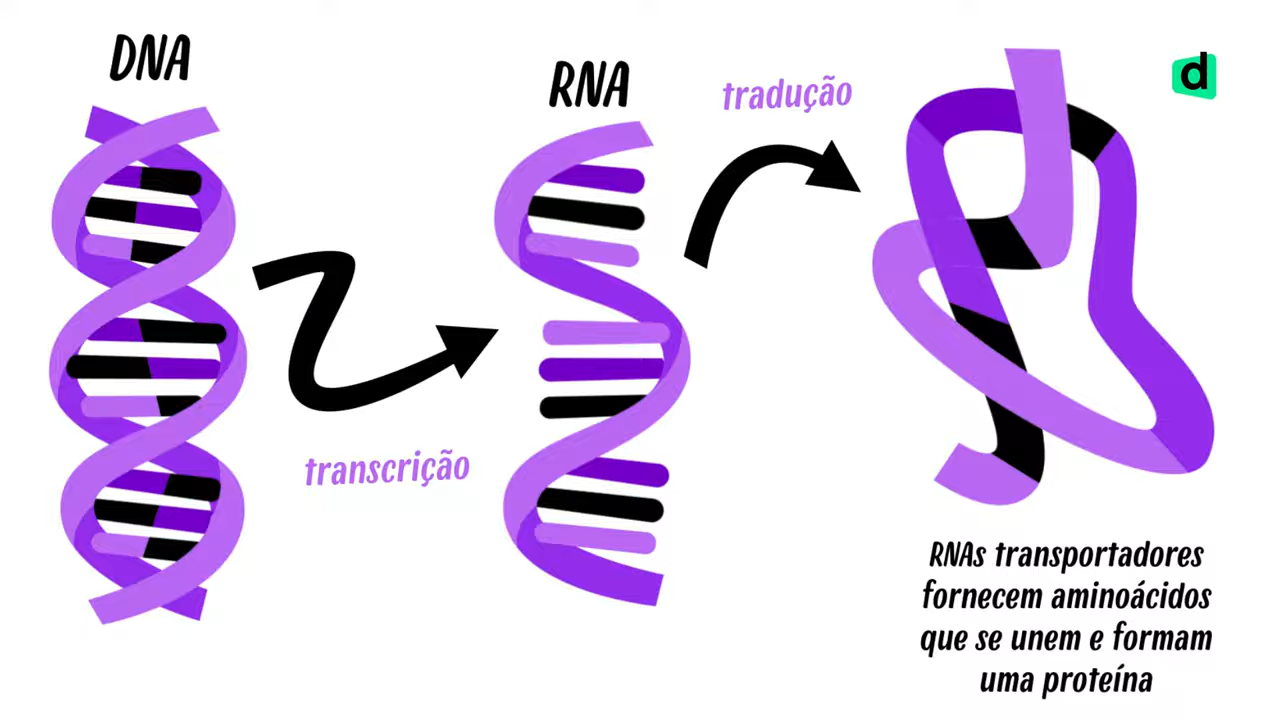 DNA
RNA
tradução
d
transcrição
RNAs transportadores
fornecem aminoácidos
que se unem e formam
uma proteína